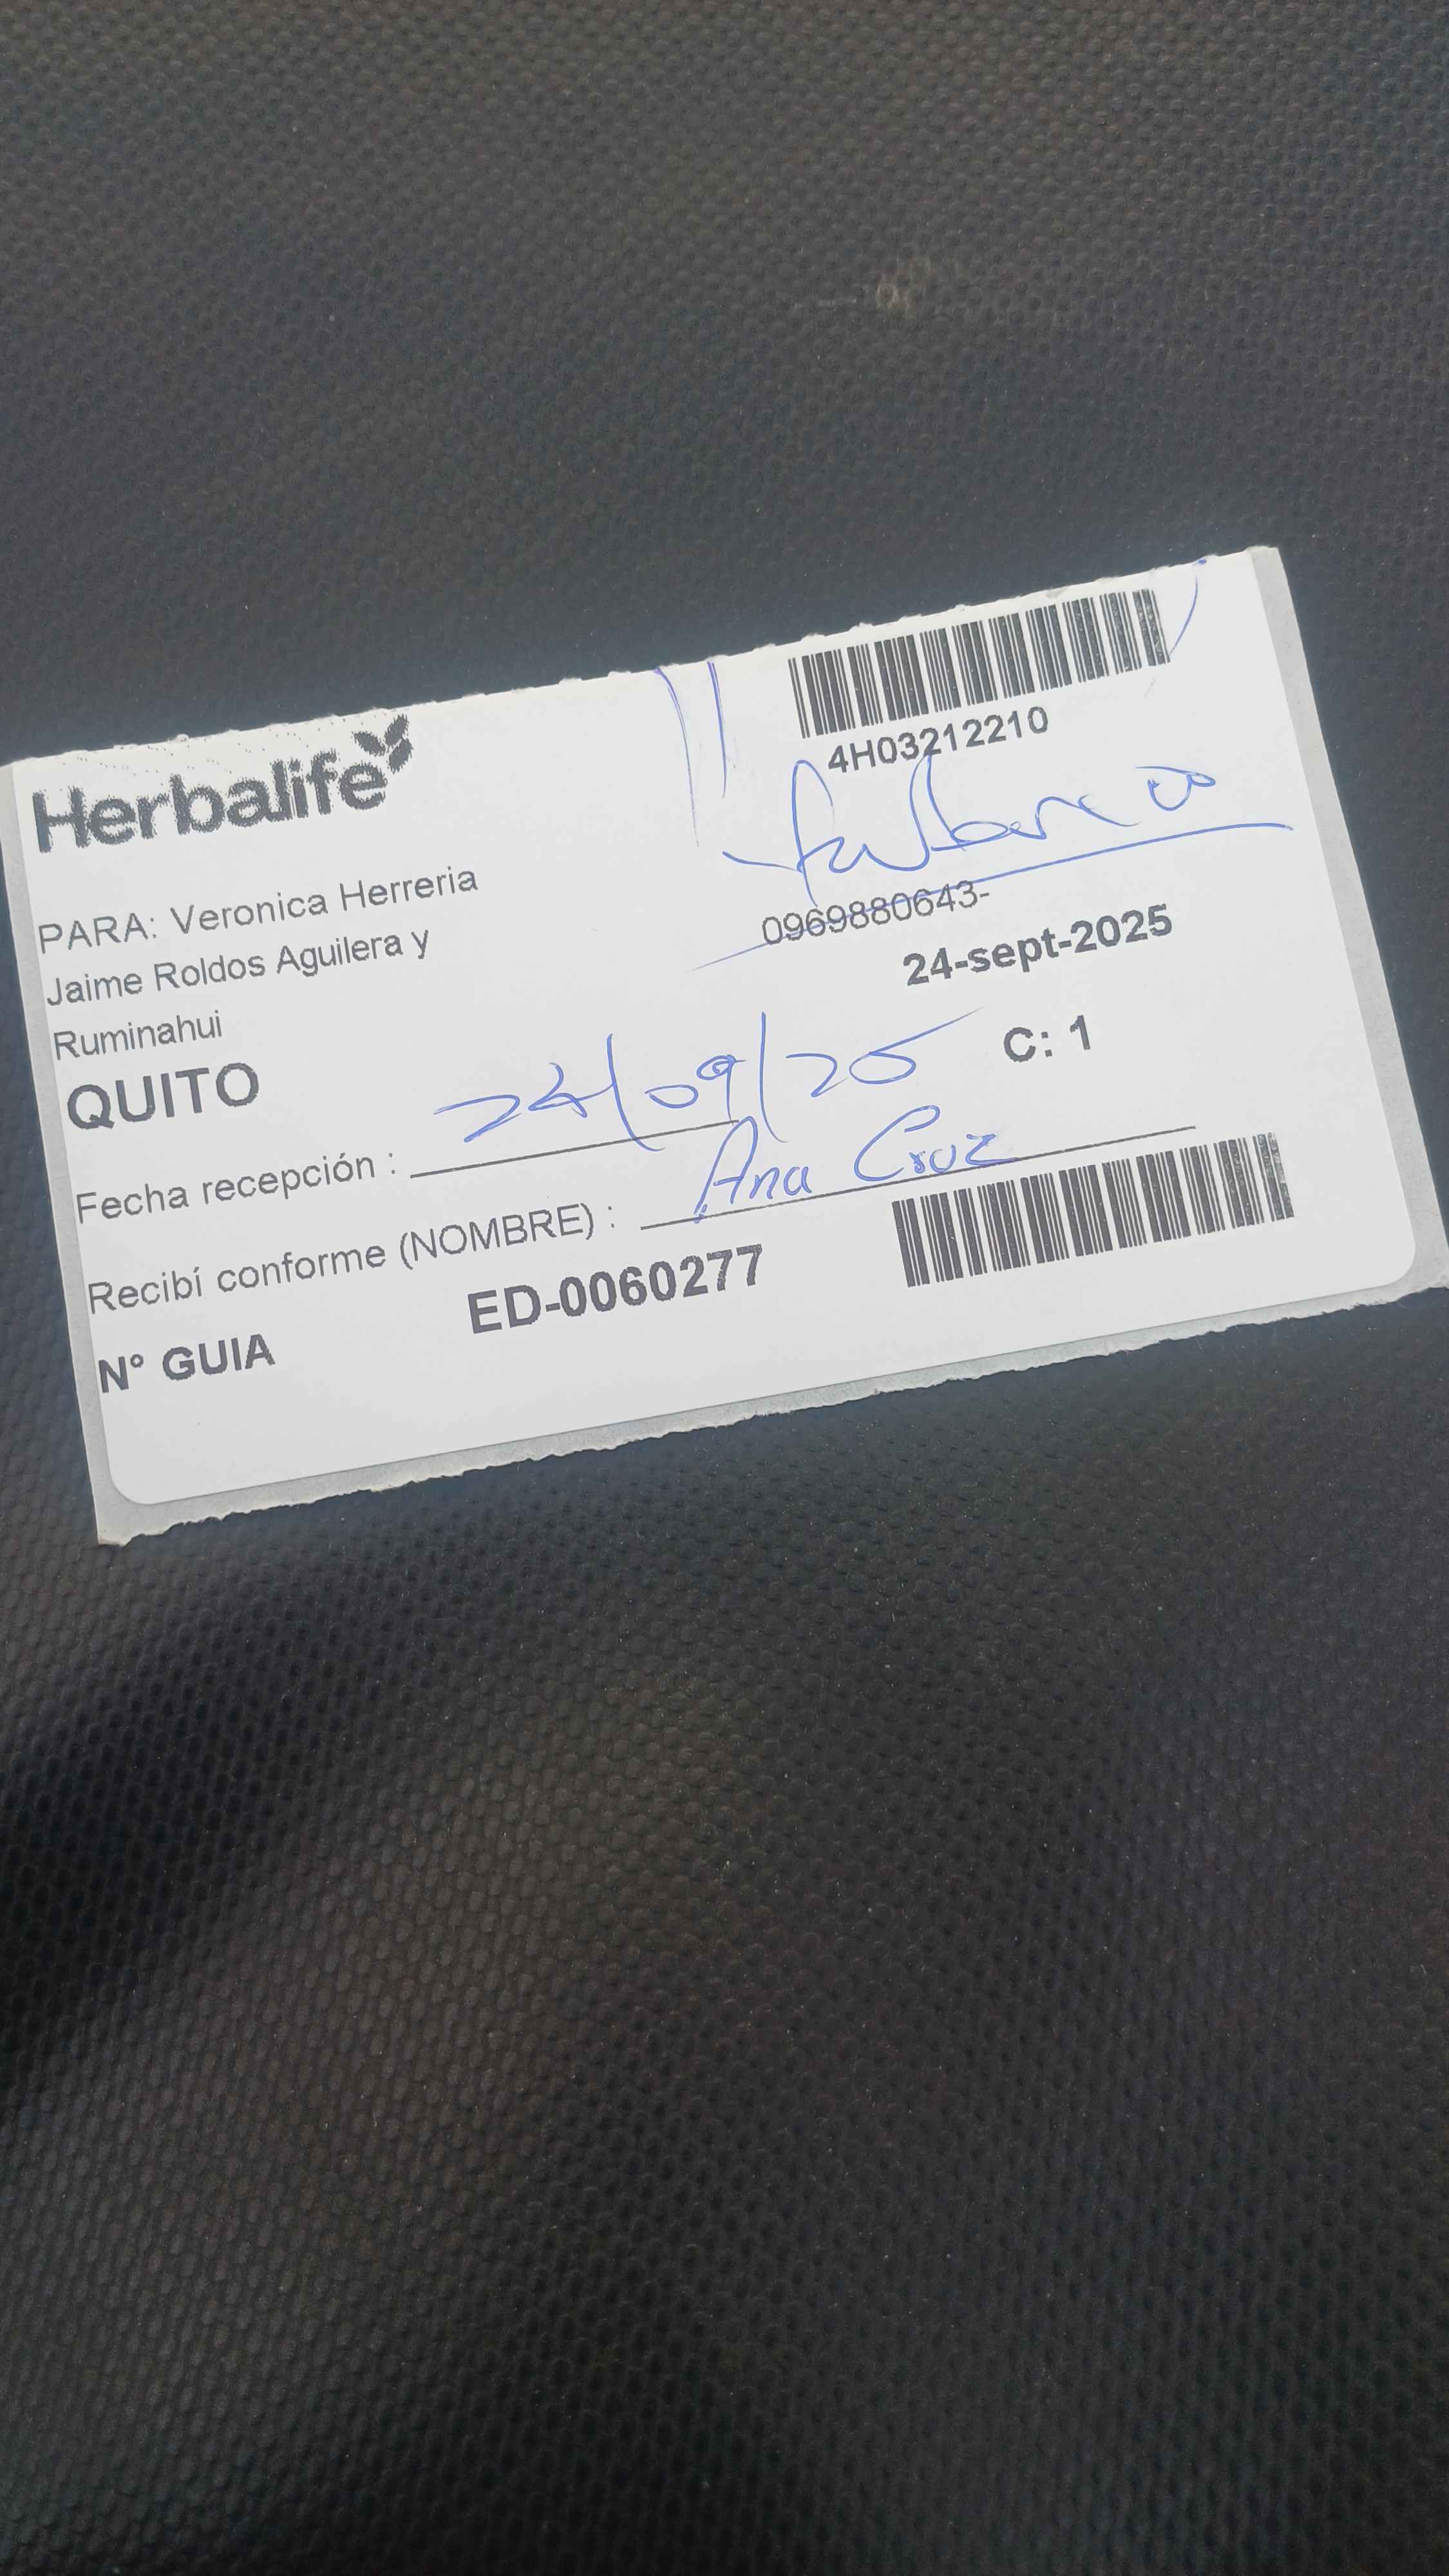 Herbalife
4H03212210
PARA: Veronica Herreria
0969880643-
Jaime Roldos Aguilera y
24-sept-2025
Ruminahui
C: 1
QUITO
Fecha recepción : 24/09/25
Recibí conforme (NOMBRE) : Ana Cruz
N° GUIA ED-0060277